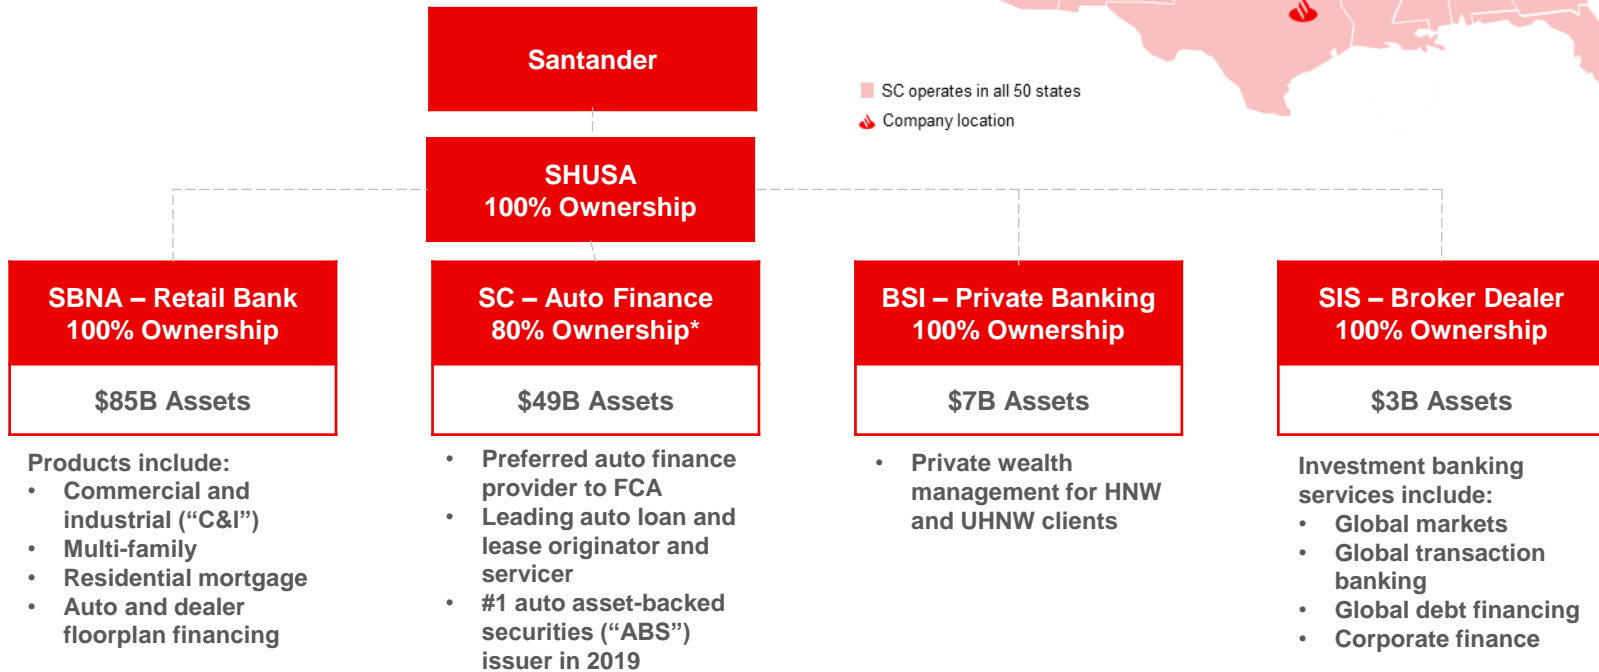 Santander
SC operates in all 50 states
Company location
SHUSA
100% Ownership
SBNA – Retail Bank
100% Ownership
$85B Assets
Products include:
• Commercial and
industrial (“C&I”)
• Multi-family
• Residential mortgage
• Auto and dealer
floorplan financing
SC – Auto Finance
80% Ownership*
$49B Assets
• Preferred auto finance
provider to FCA
• Leading auto loan and
lease originator and
servicer
• #1 auto asset-backed
securities (“ABS”)
issuer in 2019
BSI – Private Banking
100% Ownership
$7B Assets
• Private wealth
management for HNW
and UHNW clients
SIS – Broker Dealer
100% Ownership
$3B Assets
Investment banking
services include:
• Global markets
• Global transaction
banking
• Global debt financing
• Corporate finance